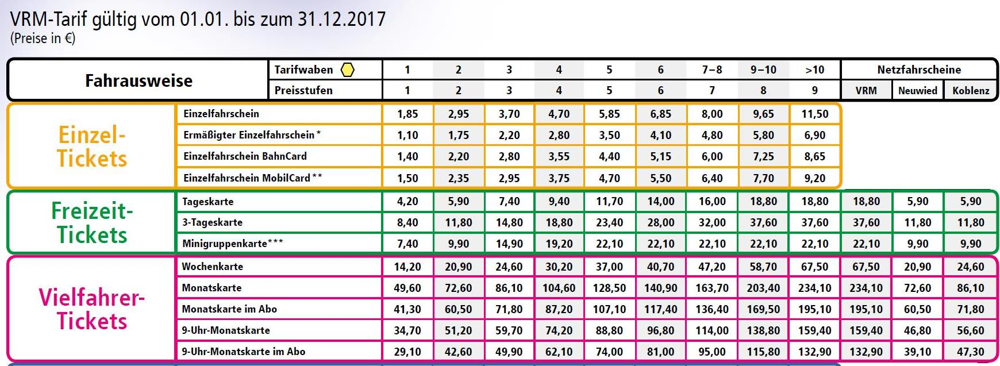 VRM-Tarif gültig vom 01.01. bis zum 31.12.2017
(Preise in €)
Fahrausweise
Tarifwaben 1 2 3 4 5 6 7–8 9–10 >10 Netzfahrscheine
Preisstufen 1 2 3 4 5 6 7 8 9 VRM Neuwied Koblenz
Einzel-
Tickets
Einzelfahrschein 1,85 2,95 3,70 4,70 5,85 6,85 8,00 9,65 11,50
Ermäßigter Einzelfahrschein* 1,10 1,75 2,20 2,80 3,50 4,10 4,80 5,80 6,90
Einzelfahrschein BahnCard 1,40 2,20 2,80 3,55 4,40 5,15 6,00 7,25 8,65
Einzelfahrschein MobilCard** 1,50 2,35 2,95 3,75 4,70 5,50 6,40 7,70 9,20
Freizeit-
Tickets
Tageskarte 4,20 5,90 7,40 9,40 11,70 14,00 16,00 18,80 18,80 18,80 5,90 5,90
3-Tageskarte 8,40 11,80 14,80 18,80 23,40 28,00 32,00 37,60 37,60 37,60 11,80 11,80
Minigruppenkarte*** 7,40 9,90 14,90 19,20 22,10 22,10 22,10 22,10 22,10 22,10 9,90 9,90
Vielfahrer-
Tickets
Wochenkarte 14,20 20,90 24,60 30,20 37,00 40,70 47,20 58,70 67,50 67,50 20,90 24,60
Monatskarte 49,60 72,60 86,10 104,60 128,50 140,90 163,70 203,40 234,10 234,10 72,60 86,10
Monatskarte im Abo 41,30 60,50 71,80 87,20 107,10 117,40 136,40 169,50 195,10 195,10 60,50 71,80
9-Uhr-Monatskarte 34,70 51,20 59,70 74,20 88,80 96,80 114,00 138,80 159,40 159,40 46,80 56,60
9-Uhr-Monatskarte im Abo 29,10 42,60 49,90 62,10 74,00 81,00 95,00 115,80 132,90 132,90 39,10 47,30